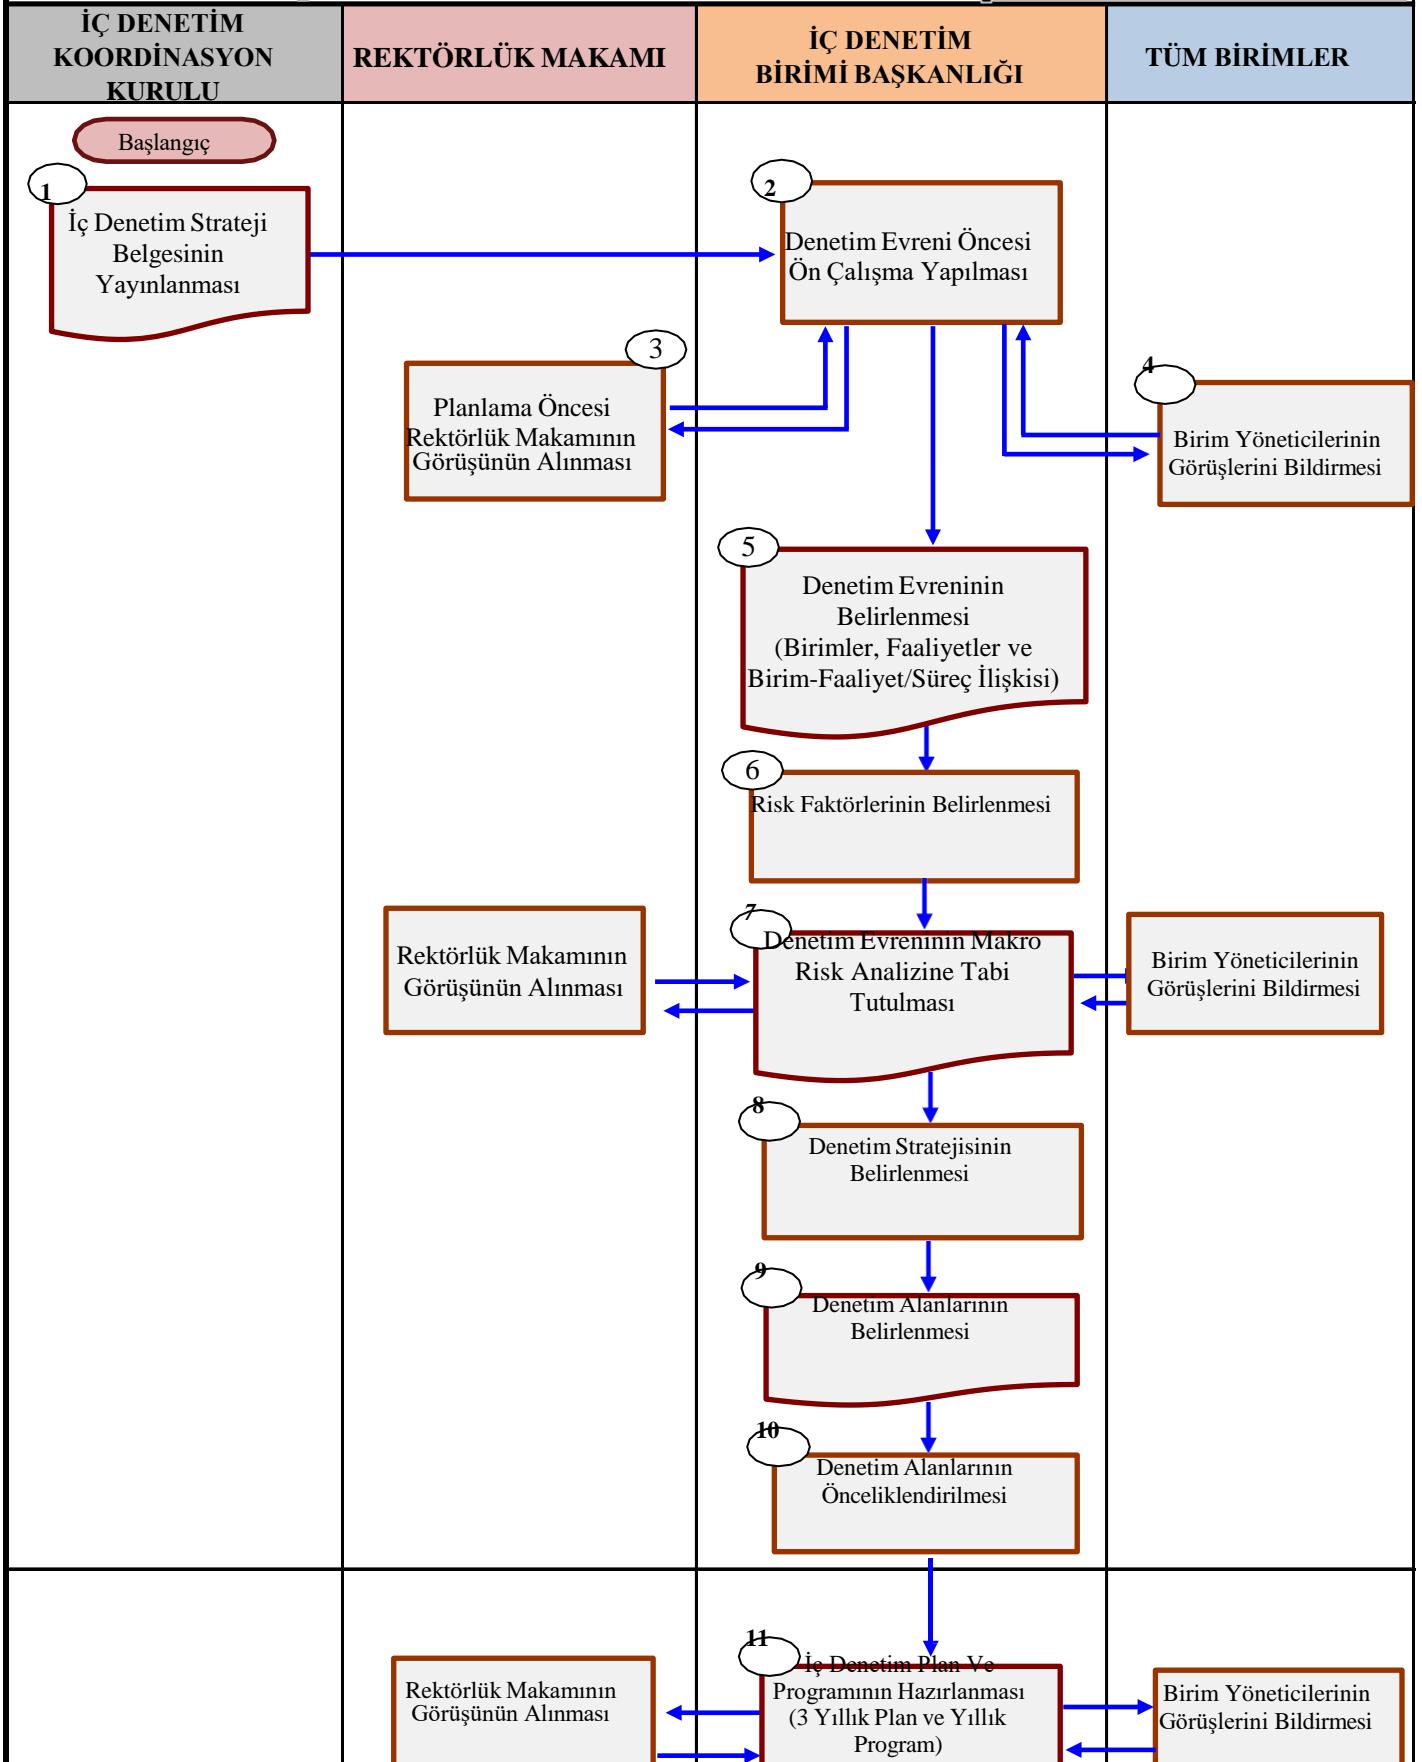 İÇ DENETİM
KOORDİNASYON
KURULU
REKTÖRLÜK MAKAMI
İÇ DENETİM
BİRİMİ BAŞKANLIĞI
TÜM BİRİMLER
Başlangıç
1
İç Denetim Strateji
Belgesinin
Yayınlanması
2
Denetim Evreni Öncesi
Ön Çalışma Yapılması
3
Planlama Öncesi
Rektörlük Makamının
Görüşünün Alınması
4
Birim Yöneticilerinin
Görüşlerini Bildirmesi
5
Denetim Evreninin
Belirlenmesi
(Birimler, Faaliyetler ve
Birim-Faaliyet/Süreç İlişkisi)
6
Risk Faktörlerinin Belirlenmesi
7
Denetim Evreninin Makro
Risk Analizine Tabi
Tutulması
Rektörlük Makamının
Görüşünün Alınması
Birim Yöneticilerinin
Görüşlerini Bildirmesi
8
Denetim Stratejisinin
Belirlenmesi
9
Denetim Alanlarının
Belirlenmesi
10
Denetim Alanlarının
Önceliklendirilmesi
11
İç Denetim Plan Ve
Programının Hazırlanması
(3 Yıllık Plan ve Yıllık
Program)
Rektörlük Makamının
Görüşünün Alınması
Birim Yöneticilerinin
Görüşlerini Bildirmesi